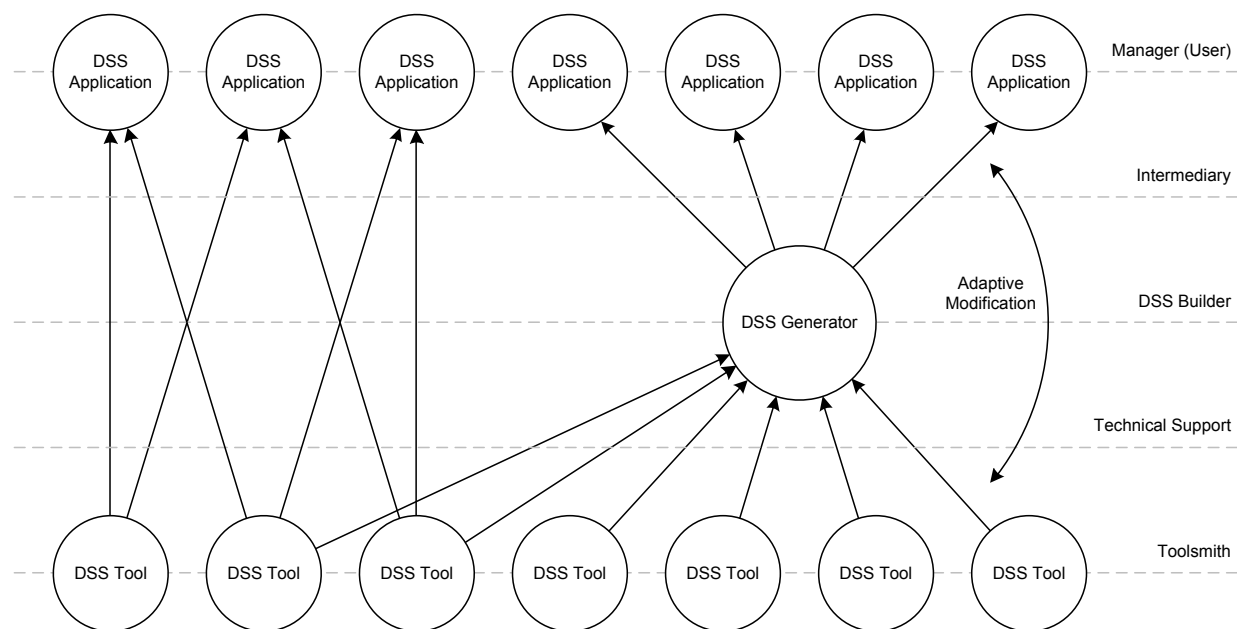 DSS
Application
DSS
Application
DSS
Application
DSS
Application
DSS
Application
DSS
Application
DSS
Application
Manager (User)
Intermediary
Adaptive
Modification
DSS Generator
DSS Builder
Technical Support
Toolsmith
DSS Tool
DSS Tool
DSS Tool
DSS Tool
DSS Tool
DSS Tool
DSS Tool